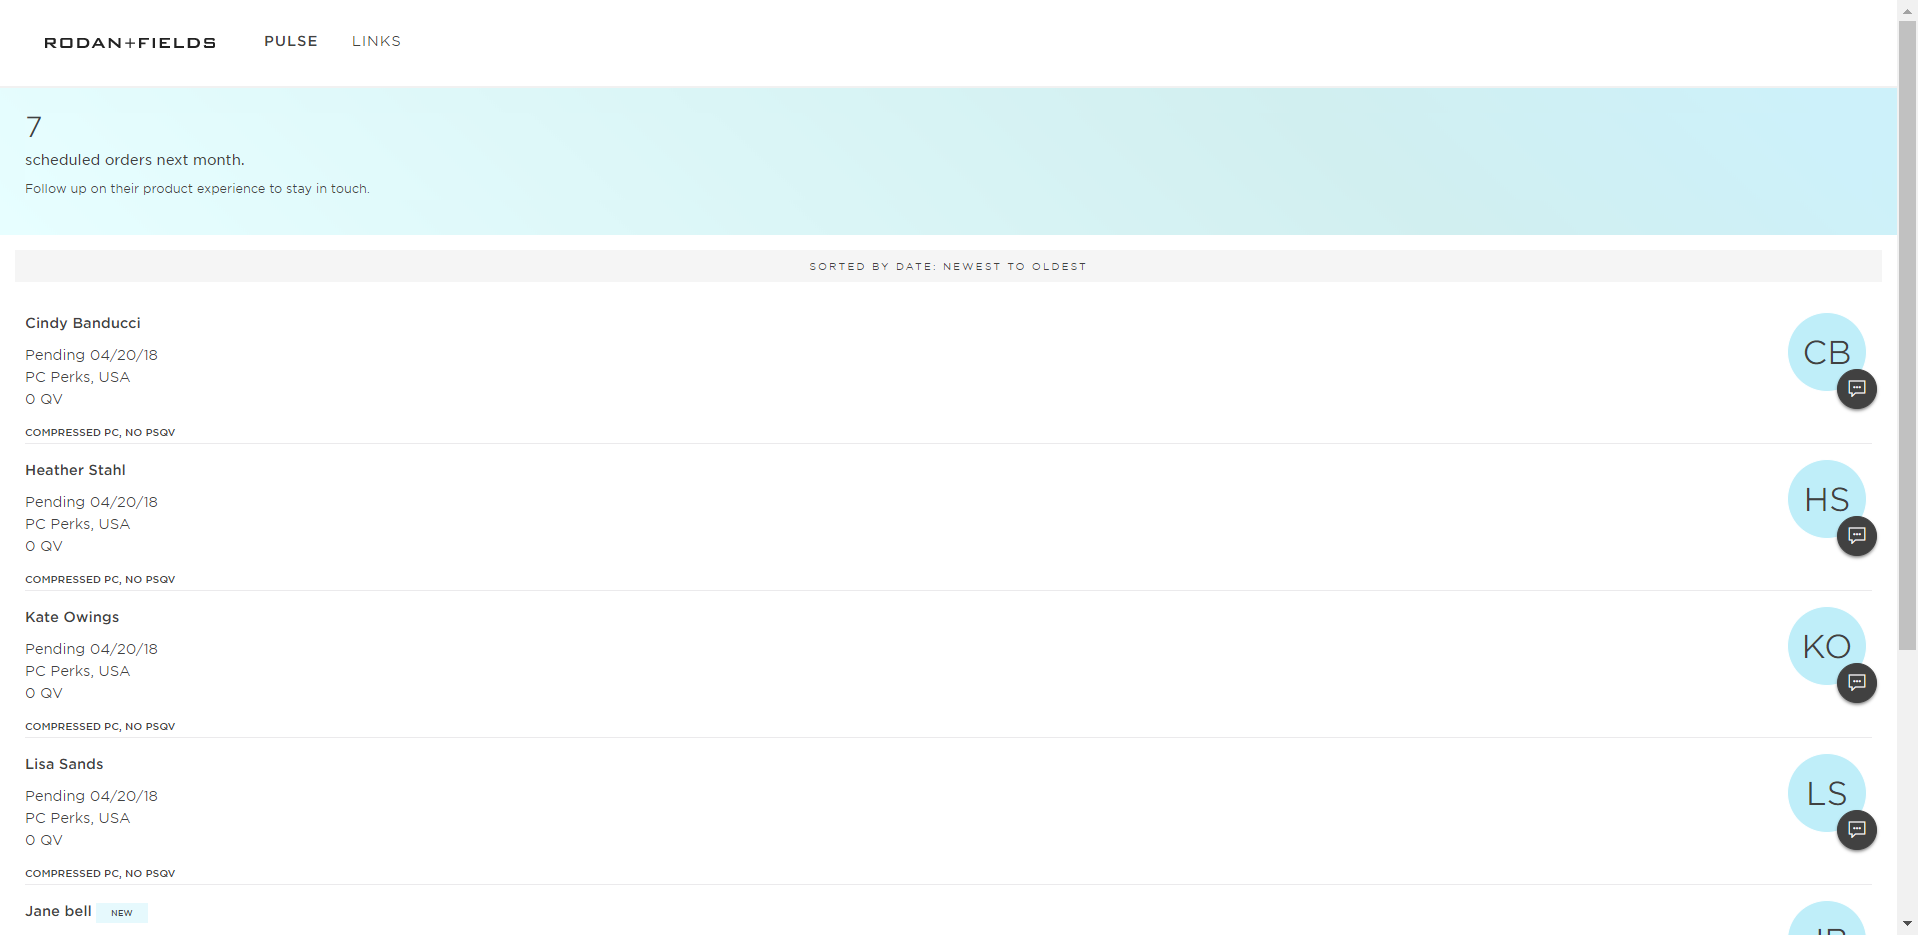 RODAN+FIELDS PULSE LINKS
7
scheduled orders next month.
Follow up on their product experience to stay in touch.
SORTED BY DATE: NEWEST TO OLDEST
Cindy Banducci
CB
Pending 04/20/18
PC Perks, USA
0 QV
COMPRESSED PC, NO PSQV
Heather Stahl
HS
Pending 04/20/18
PC Perks, USA
0 QV
COMPRESSED PC, NO PSQV
Kate Owings
KO
Pending 04/20/18
PC Perks, USA
0 QV
COMPRESSED PC, NO PSQV
Lisa Sands
LS
Pending 04/20/18
PC Perks, USA
0 QV
COMPRESSED PC, NO PSQV
Jane bell NEW